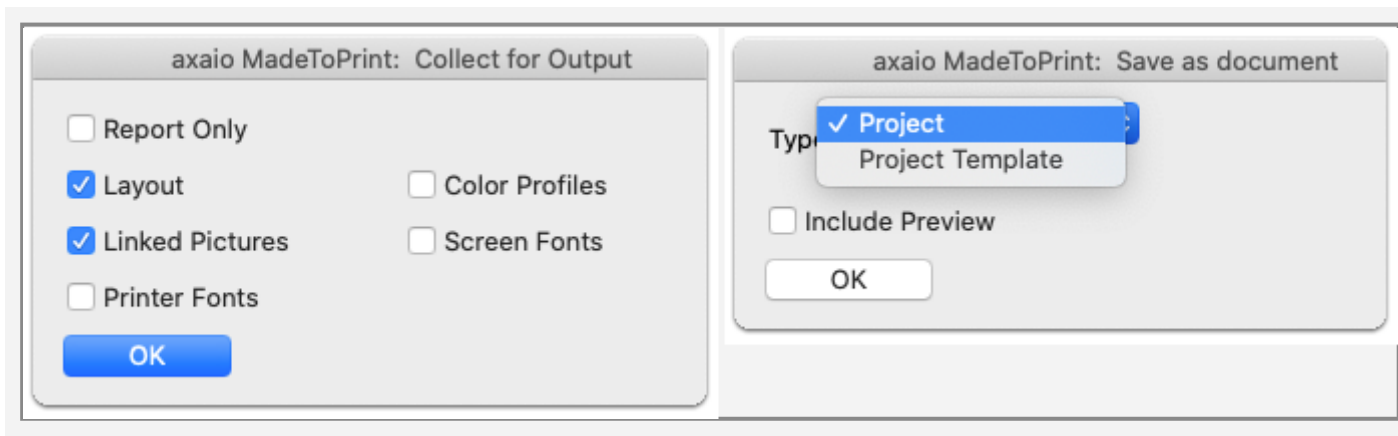 axaio MadeToPrint: Collect for Output
Report Only
Layout
Color Profiles
Linked Pictures
Screen Fonts
Printer Fonts
OK
axaio MadeToPrint: Save as document
Typ
Project
Project Template
Include Preview
OK